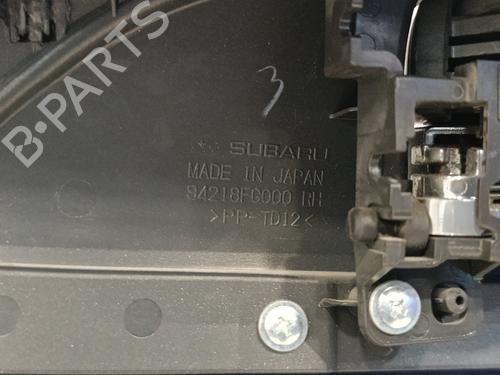 B-PARTS
3
SUBARU
MADE IN JAPAN
94218FG000 RH
>PP-TD12<